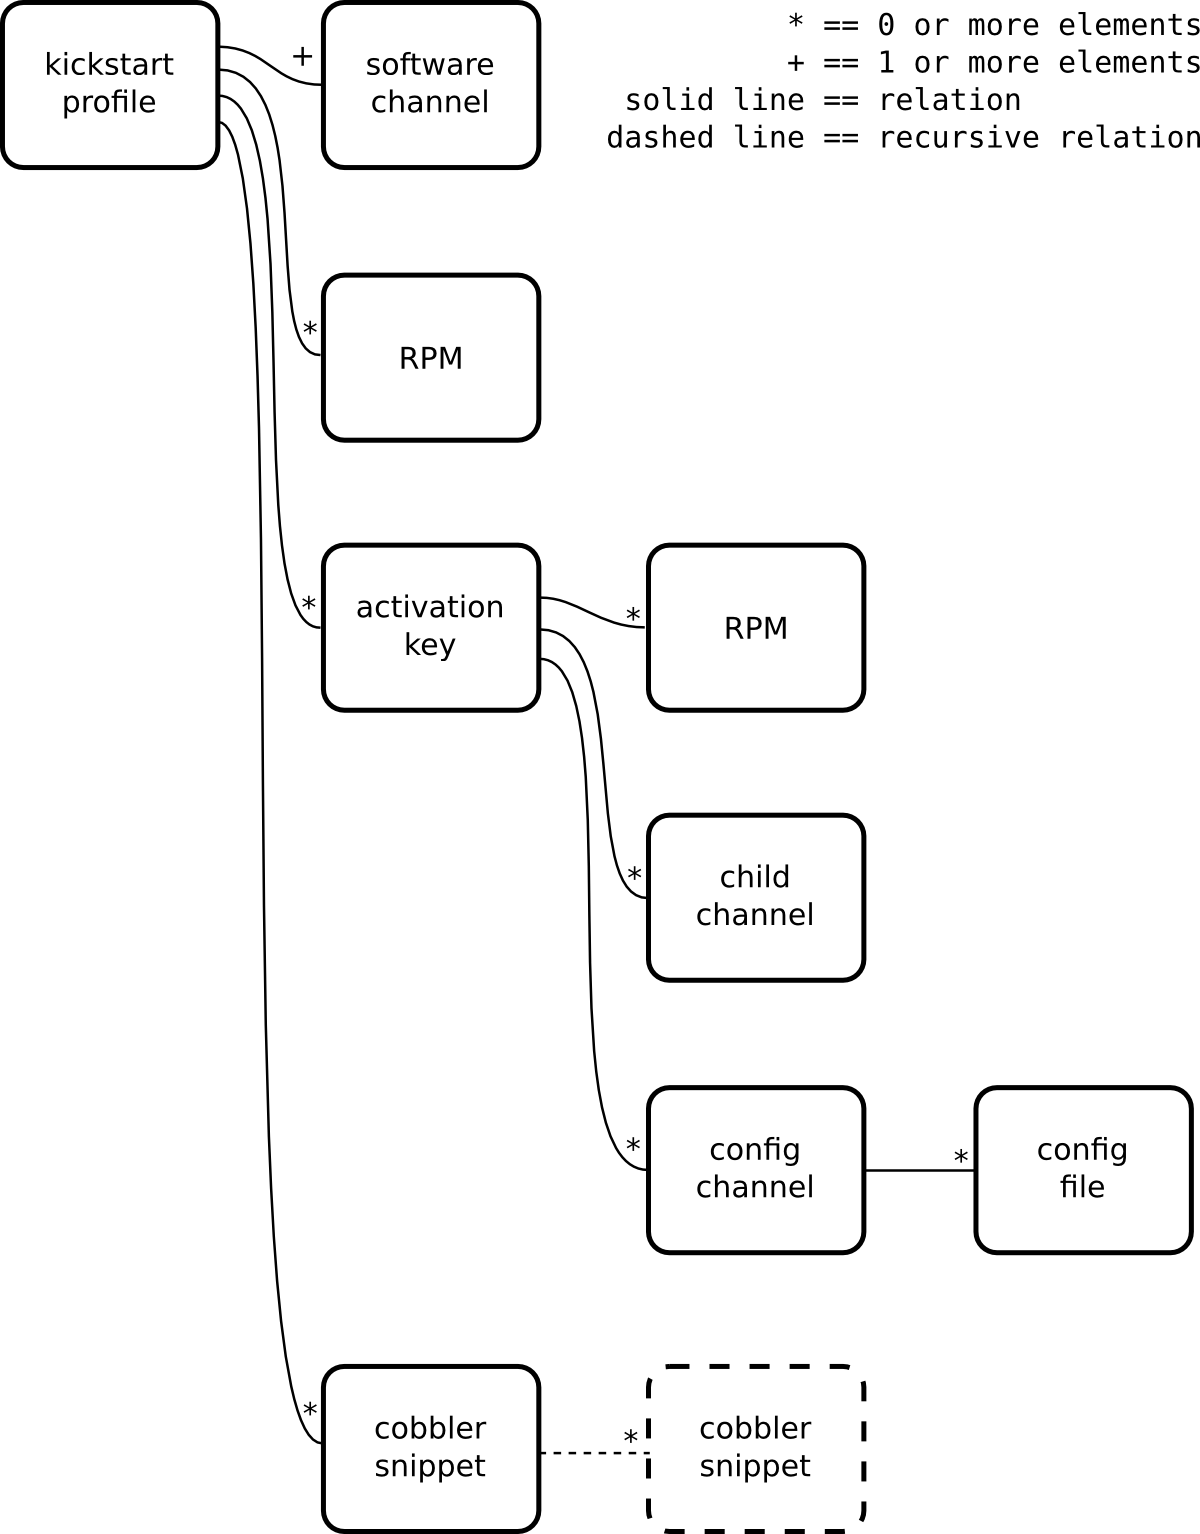 kickstart
profile
+
software
channel
* == 0 or more elements
+ == 1 or more elements
solid line == relation
dashed line == recursive relation
*
RPM
*
activation
key
*
RPM
*
child
channel
*
config
channel
*
config
file
*
cobbler
snippet
*
cobbler
snippet